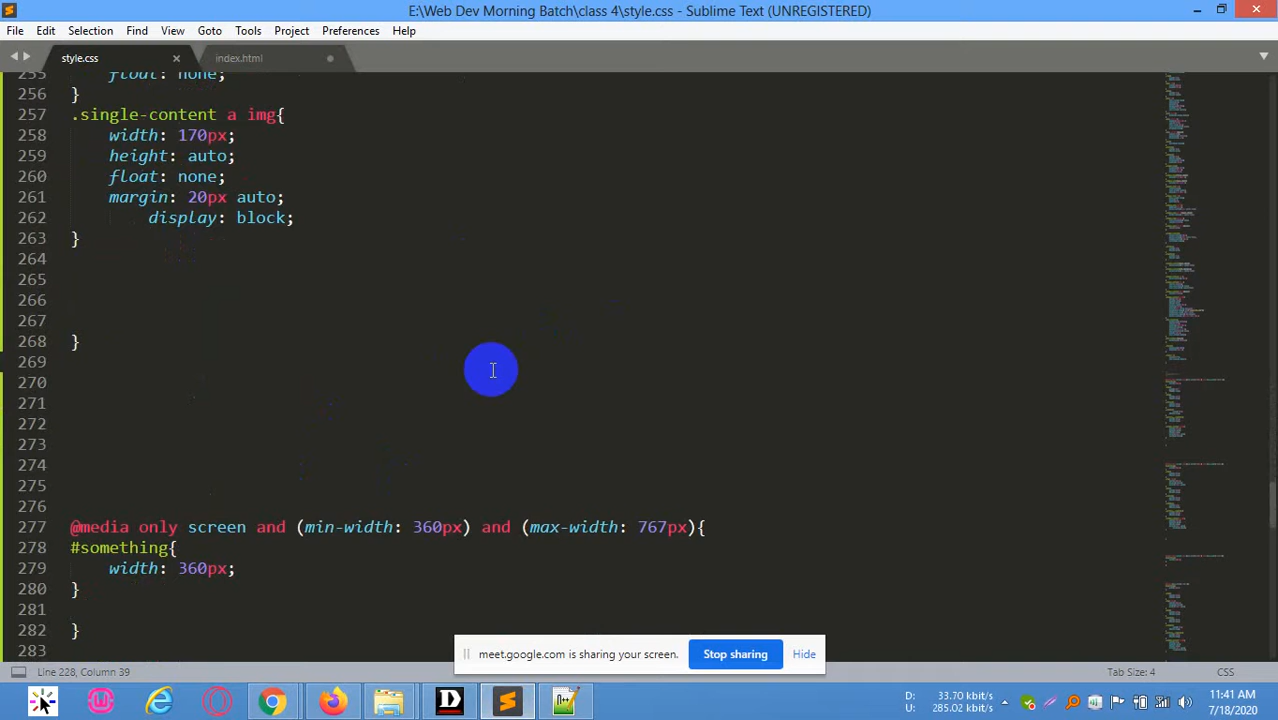 E:\Web Dev Morning Batch\class 4\style.css - Sublime Text (UNREGISTERED)
File Edit Selection Find View Goto Tools Project Preferences Help
style.css index.html
255 float: none;
256 }
257 .single-content a img{
258 width: 170px;
259 height: auto;
260 float: none;
261 margin: 20px auto;
262 display: block;
263 }
264
265
266
267
268 }
269
270
271
272
273
274
275
276
277 @media only screen and (min-width: 360px) and (max-width: 767px){
278 #something{
279 width: 360px;
280 }
281
282 }
283
meet.google.com is sharing your screen. Stop sharing Hide
Line 228, Column 39 Tab Size: 4 CSS
D: 33.70 kbit/s
U: 285.02 kbit/s
11:41 AM
7/18/2020